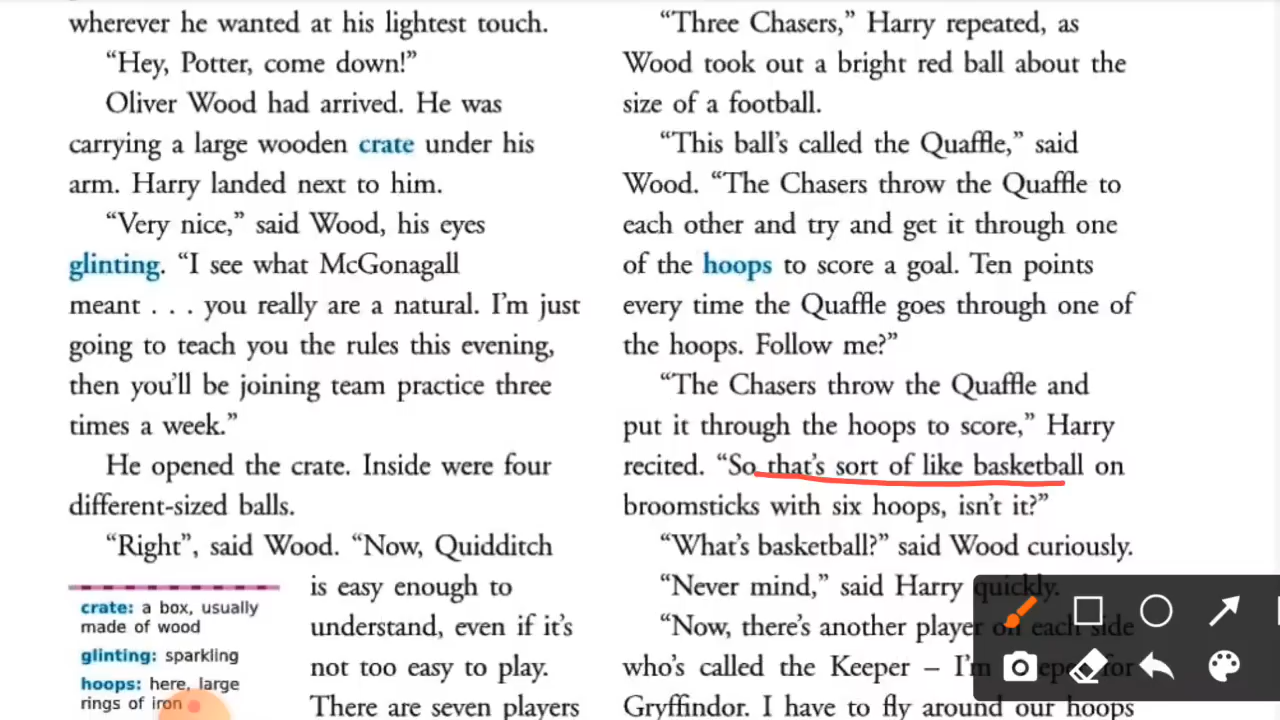 wherever he wanted at his lightest touch.
“Hey, Potter, come down!”
Oliver Wood had arrived. He was
carrying a large wooden crate under his
arm. Harry landed next to him.
“Very nice,” said Wood, his eyes
glinting. “I see what McGonagall
meant . . . you really are a natural. I’m just
going to teach you the rules this evening,
then you’ll be joining team practice three
times a week.”
He opened the crate. Inside were four
different-sized balls.
“Right”, said Wood. “Now, Quidditch
is easy enough to
understand, even if it’s
not too easy to play.
There are seven players
crate: a box, usually
made of wood
glinting: sparkling
hoops: here, large
rings of iron
“Three Chasers,” Harry repeated, as
Wood took out a bright red ball about the
size of a football.
“This ball’s called the Quaffle,” said
Wood. “The Chasers throw the Quaffle to
each other and try and get it through one
of the hoops to score a goal. Ten points
every time the Quaffle goes through one of
the hoops. Follow me?”
“The Chasers throw the Quaffle and
put it through the hoops to score,” Harry
recited. “So that’s sort of like basketball on
broomsticks with six hoops, isn’t it?”
“What’s basketball?” said Wood curiously.
“Never mind,” said Harry quickly.
“Now, there’s another player on each side
who’s called the Keeper – I’m Keeper for
Gryffindor. I have to fly around our hoops